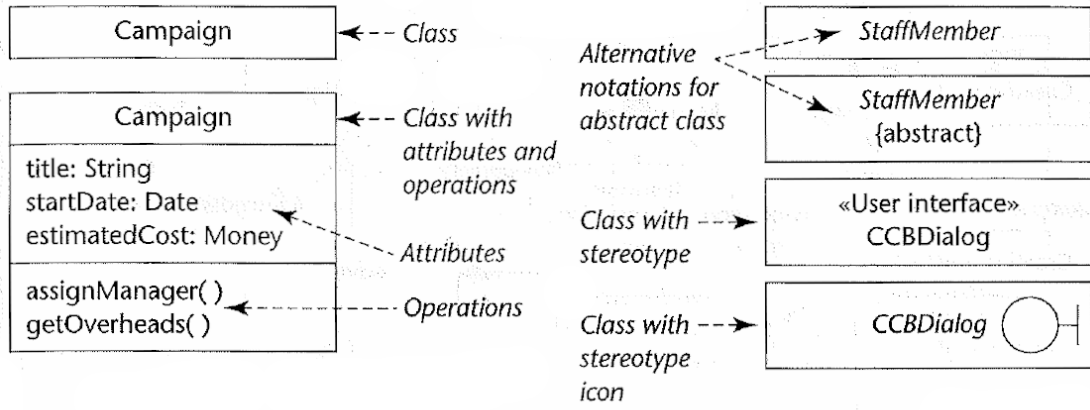 Campaign
Class
Campaign
Class with
attributes and
operations
title: String
startDate: Date
estimatedCost: Money
Attributes
assignManager( )
getOverheads( )
Operations
Alternative
notations for
abstract class
StaffMember
StaffMember
{abstract}
Class with
stereotype
«User interface»
CCBDialog
Class with
stereotype
icon
CCBDialog